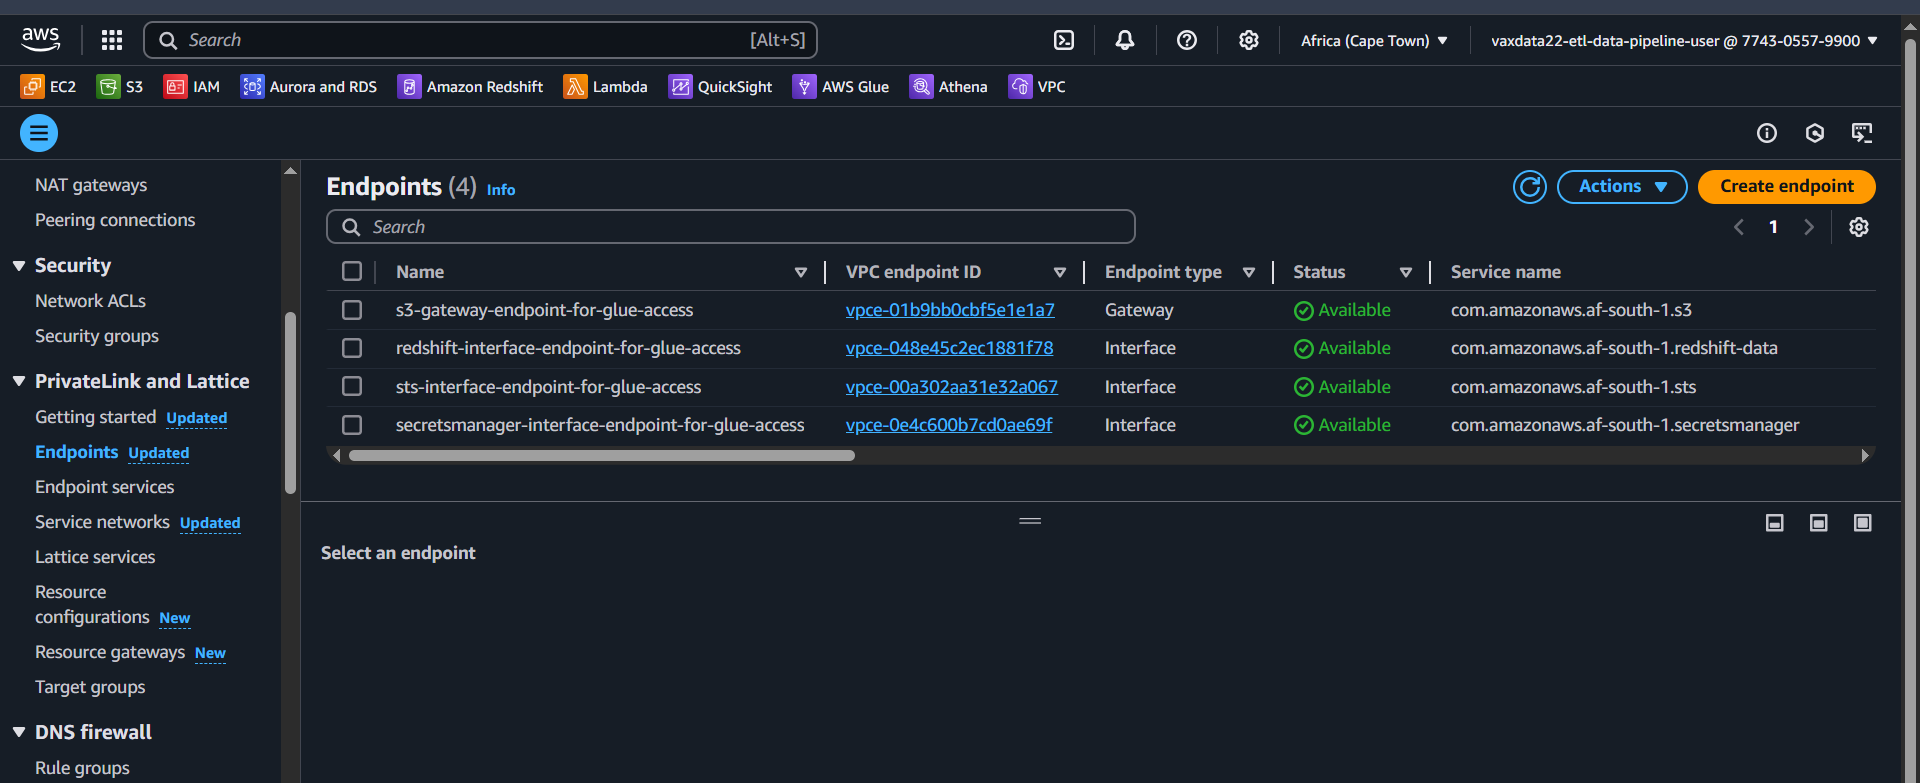 aws
Search [Alt+S]
Africa (Cape Town) vaxdata22-etl-data-pipeline-user @ 7743-0557-9900
EC2 S3 IAM Aurora and RDS Amazon Redshift Lambda QuickSight AWS Glue Athena VPC
NAT gateways
Peering connections
Security
Network ACLs
Security groups
PrivateLink and Lattice
Getting started Updated
Endpoints Updated
Endpoint services
Service networks Updated
Lattice services
Resource
configurations New
Resource gateways New
Target groups
DNS firewall
Rule groups
Endpoints (4) Info
Actions Create endpoint
Search
1
Name VPC endpoint ID Endpoint type Status Service name
s3-gateway-endpoint-for-glue-access vpce-01b9bb0cbf5e1e1a7 Gateway Available com.amazonaws.af-south-1.s3
redshift-interface-endpoint-for-glue-access vpce-048e45c2ec1881f78 Interface Available com.amazonaws.af-south-1.redshift-data
sts-interface-endpoint-for-glue-access vpce-00a302aa31e32a067 Interface Available com.amazonaws.af-south-1.sts
secretsmanager-interface-endpoint-for-glue-access vpce-0e4c600b7cd0ae69f Interface Available com.amazonaws.af-south-1.secretsmanager
Select an endpoint